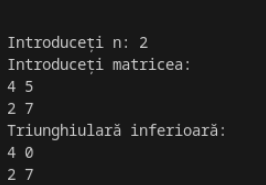 Introduceți n: 2
Introduceți matricea:
4 5
2 7
Triunghiulară inferioară:
4 0
2 7